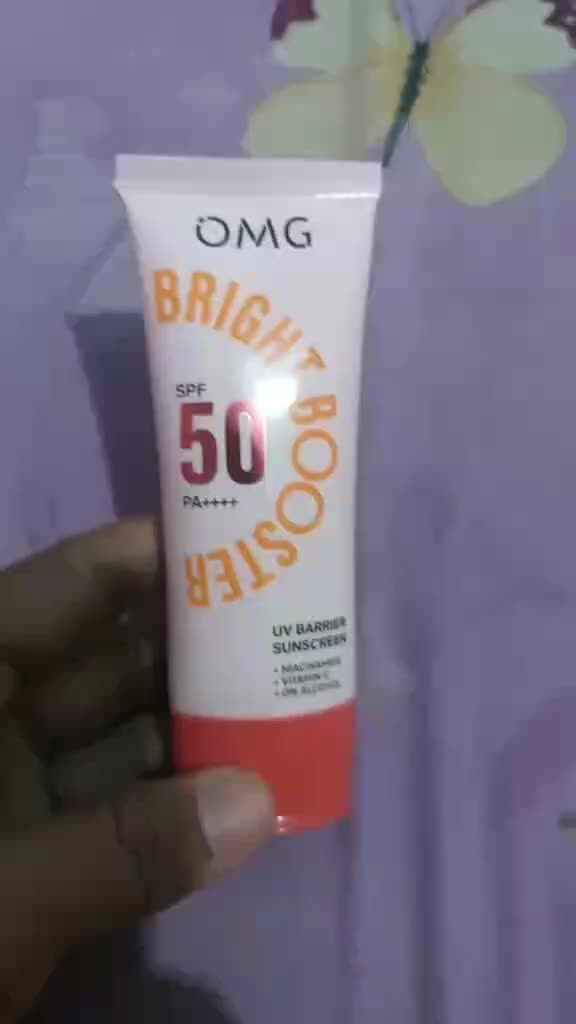 OMG
BRIGHT BOOSTER
SPF
50
PA++++
UV BARRIER
SUNSCREEN
• NIACINAMIDE
• VITAMIN C